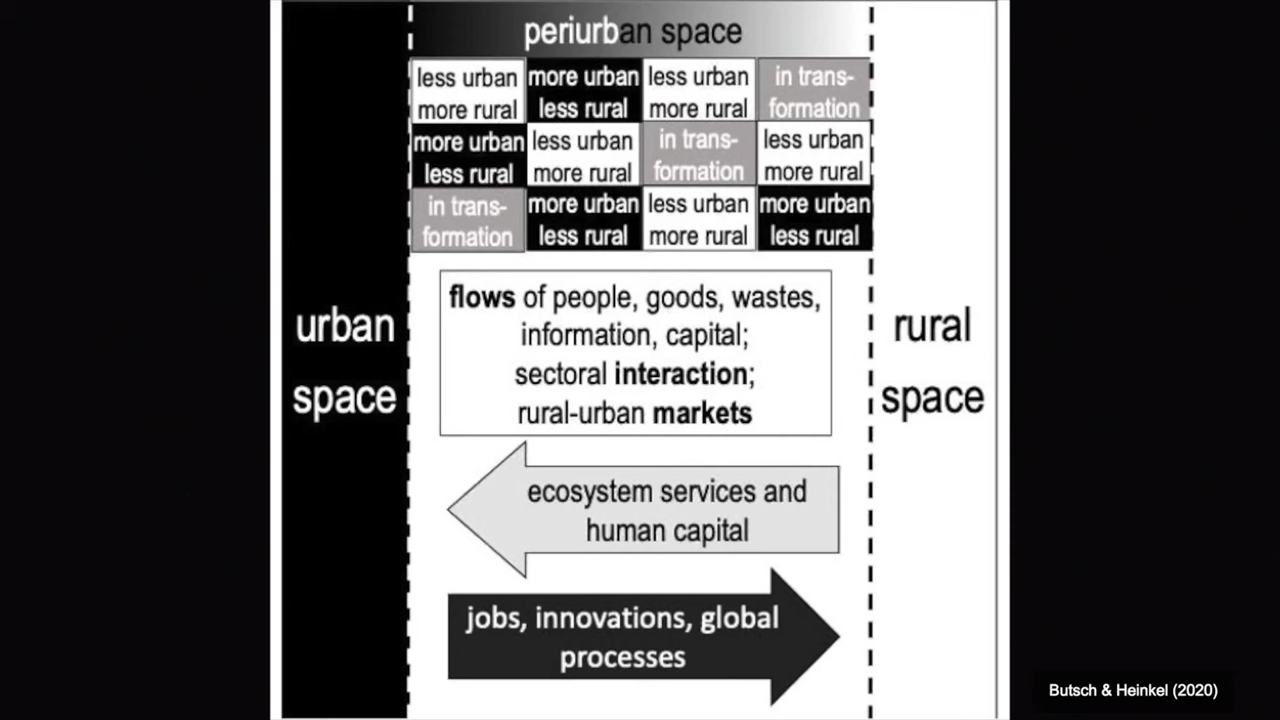 periurban space
less urban
more rural
more urban
less rural
less urban
more rural
in trans-
formation
more urban
less rural
less urban
more rural
in trans-
formation
less urban
more rural
in trans-
formation
more urban
less rural
less urban
more rural
more urban
less rural
urban
space
flows of people, goods, wastes,
information, capital;
sectoral interaction;
rural-urban markets
rural
space
ecosystem services and
human capital
jobs, innovations, global
processes
Butsch & Heinkel (2020)